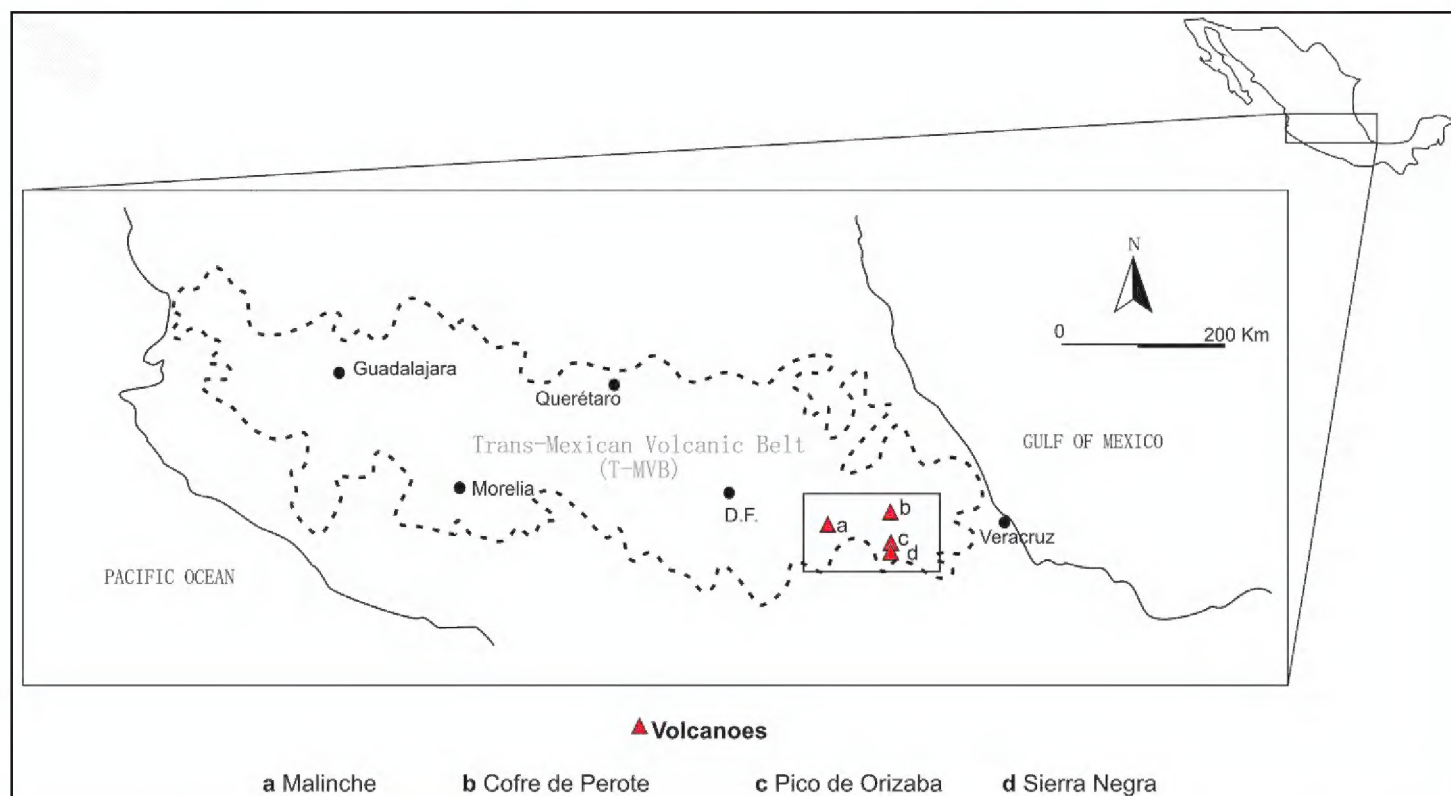 N
0 200 Km
Guadalajara
Querétaro
Trans-Mexican Volcanic Belt
(T-MVB)
GULF OF MEXICO
Morelia
D.F.
a
b
c
d
Veracruz
PACIFIC OCEAN
Volcanoes
a Malinche b Cofre de Perote c Pico de Orizaba d Sierra Negra